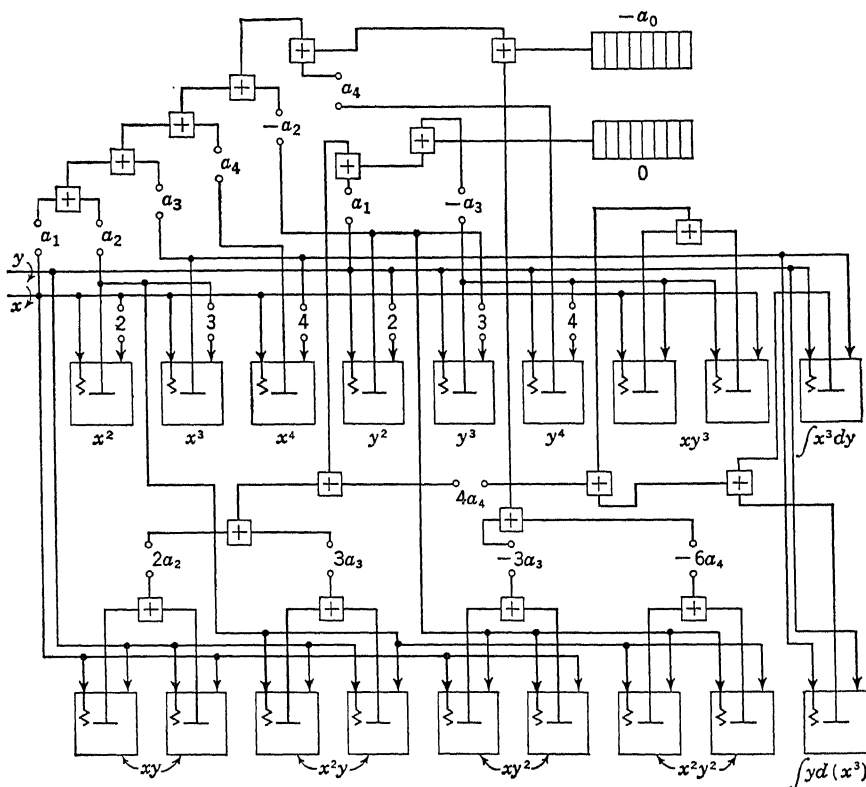 −a₀
a₄
−a₂
0
a₄
a₃
a₁
−a₃
a₁
a₂
y
x
2
3
4
2
3
4
x²
x³
x⁴
y²
y³
y⁴
xy³
∫x³dy
4a₄
2a₂
3a₃
−3a₃
−6a₄
xy
x²y
xy²
x²y²
∫yd(x³)